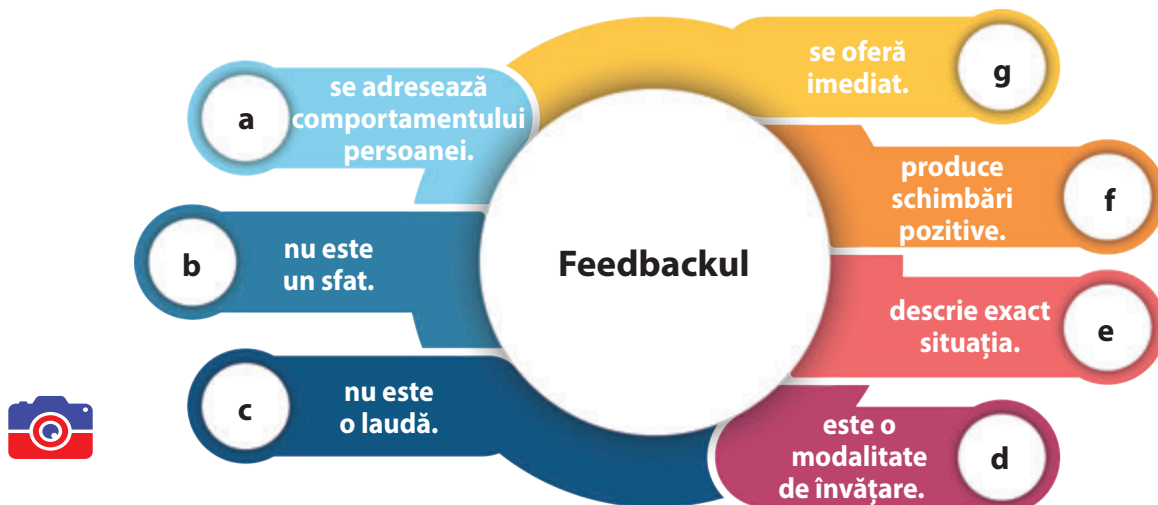 Feedbackul
a
se adresează
comportamentului
persoanei.
b
nu este
un sfat.
c
nu este
o laudă.
d
este o
modalitate
de învățare.
e
descrie exact
situația.
f
produce
schimbări
pozitive.
g
se oferă
imediat.